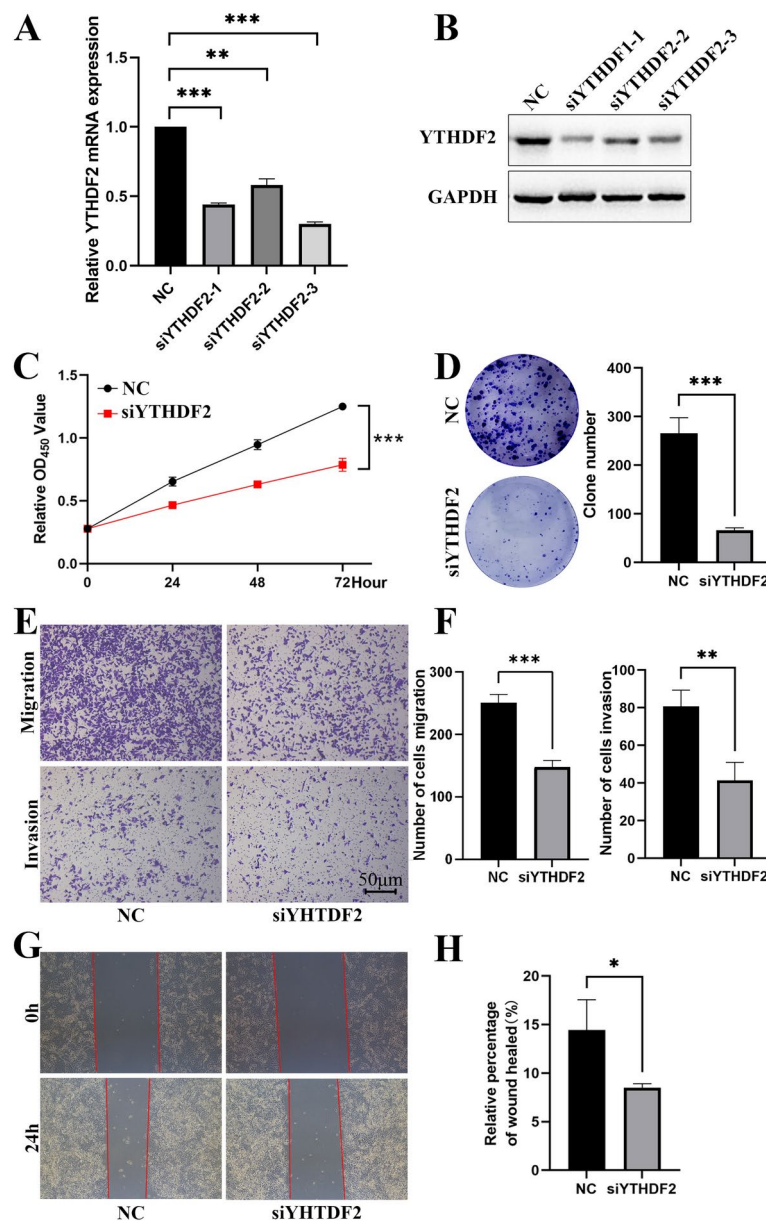 A
Relative YTHDF2 mRNA expression
1.5
1.0
0.5
0.0
***
**
***
NC
siYTHDF2-1
siYTHDF2-2
siYTHDF2-3
B
NC
siYTHDF1-1
siYTHDF2-2
siYTHDF2-3
YTHDF2
GAPDH
C
Relative OD450 Value
1.5
1.0
0.5
0.0
NC
siYTHDF2
***
0
24
48
72Hour
D
NC
siYTHDF2
Clone number
400
300
200
100
0
***
NC
siYTHDF2
E
Migration
Invasion
50μm
NC
siYHTDF2
F
Number of cells migration
300
250
150
0
***
NC
siYTHDF2
Number of cells invasion
100
80
60
40
20
0
**
NC
siYTHDF2
G
0h
24h
NC
siYHTDF2
H
Relative percentage
of wound healed(%)
20
15
10
5
0
*
NC
siYTHDF2